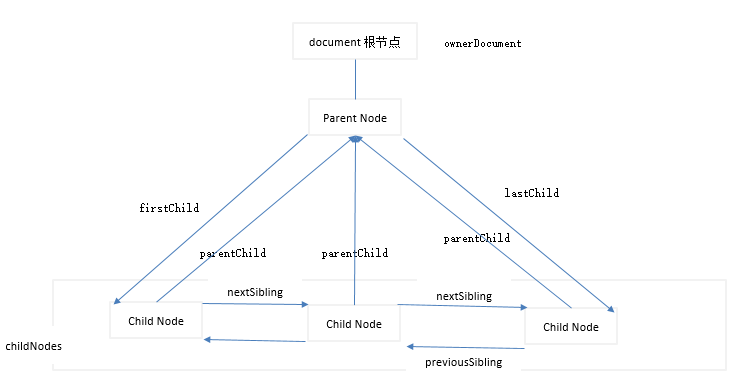 document 根节点
ownerDocument
Parent Node
lastChild
firstChild
parentChild
parentChild
parentChild
nextSibling
nextSibling
Child Node
Child Node
Child Node
childNodes
previousSibling